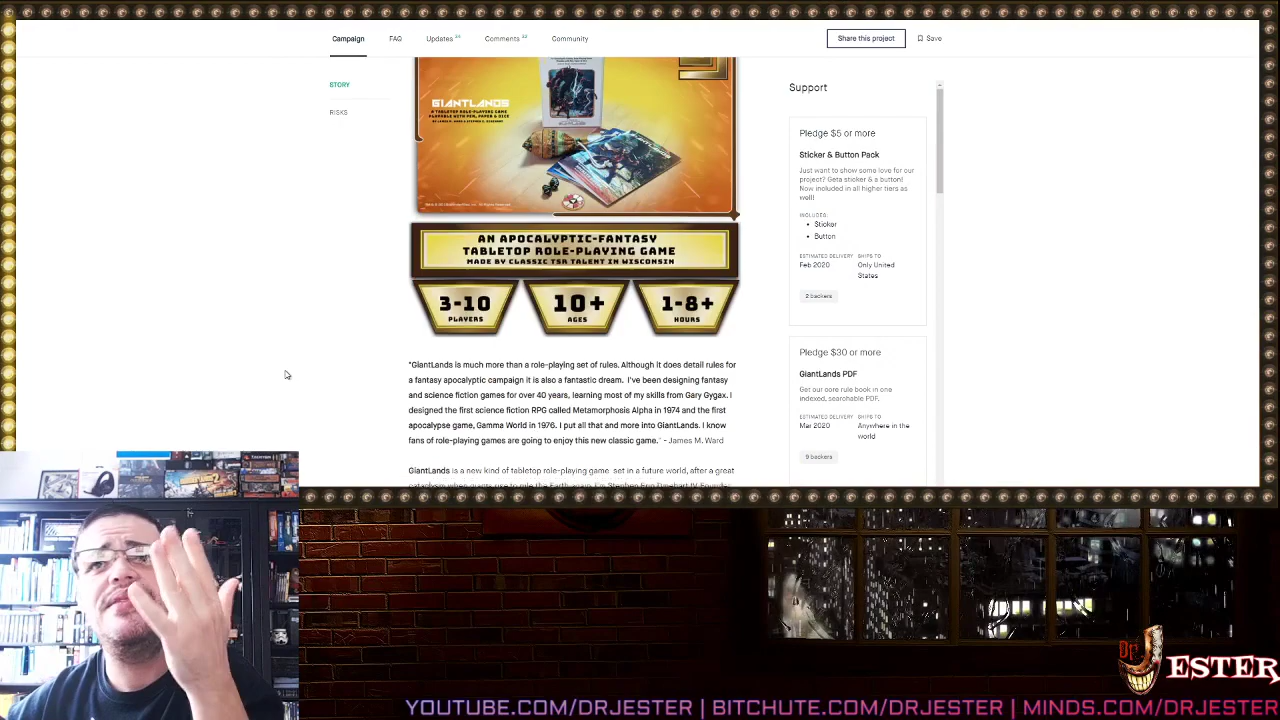 Campaign FAQ Updates 24 Comments Community Share this project Save
STORY
RISKS
GIANTLANDS
A TABLETOP ROLE-PLAYING GAME
AN APOCALYPTIC-FANTASY
TABLETOP ROLE-PLAYING GAME
MADE BY CLASSIC TSR TALENT IN WISCONSIN
3-10 PLAYERS
10+ AGES
1-8+ HOURS
"GiantLands is much more than a role-playing set of rules. Although it does detail rules for
a fantasy apocalyptic campaign it is also a fantastic dream. I've been designing fantasy
and science fiction games for over 40 years, learning most of my skills from Gary Gygax. I
designed the first science fiction RPG called Metamorphosis Alpha in 1974 and the first
apocalypse game, Gamma World in 1976. I put all that and more into GiantLands. I know
fans of role-playing games are going to enjoy this new classic game." - James M. Ward
GiantLands is a new kind of tabletop role-playing game set in a future world, after a great
Support
Pledge $5 or more
Sticker & Button Pack
Just want to show some love for our
project? Geta sticker & a button!
Now included in all higher tiers as
well!
INCLUDES:
• Sticker
• Button
ESTIMATED DELIVERY SHIPS TO
Feb 2020 Only United
States
2 backers
Pledge $30 or more
GiantLands PDF
Get our core rule book in one
indexed, searchable PDF.
ESTIMATED DELIVERY SHIPS TO
Mar 2020 Anywhere in the
world
9 backers
DR JESTER
YOUTUBE.COM/DRJESTER | BITCHUTE.COM/DRJESTER | MINDS.COM/DRJESTER